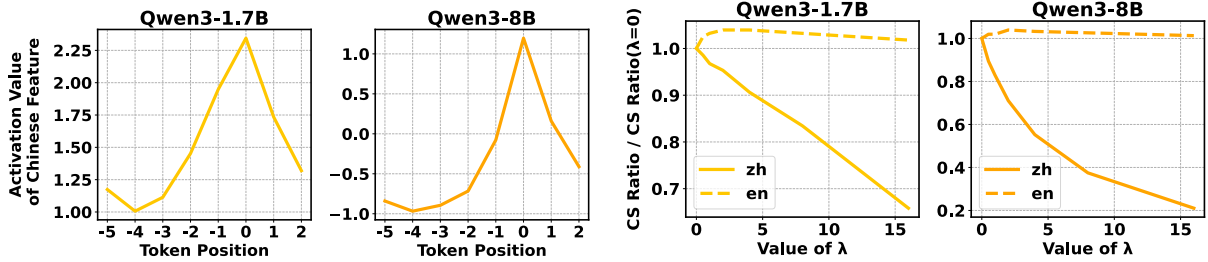 Qwen3-1.7B
Activation Value
of Chinese Feature
2.25
2.00
1.75
1.50
1.25
1.00
-5 -4 -3 -2 -1 0 1 2
Token Position
Qwen3-8B
1.0
0.5
0.0
−0.5
−1.0
-5 -4 -3 -2 -1 0 1 2
Token Position
Qwen3-1.7B
CS Ratio / CS Ratio(λ=0)
1.0
0.9
0.8
0.7
zh
en
0 5 10 15
Value of λ
Qwen3-8B
1.0
0.8
0.6
0.4
0.2
zh
en
0 5 10 15
Value of λ